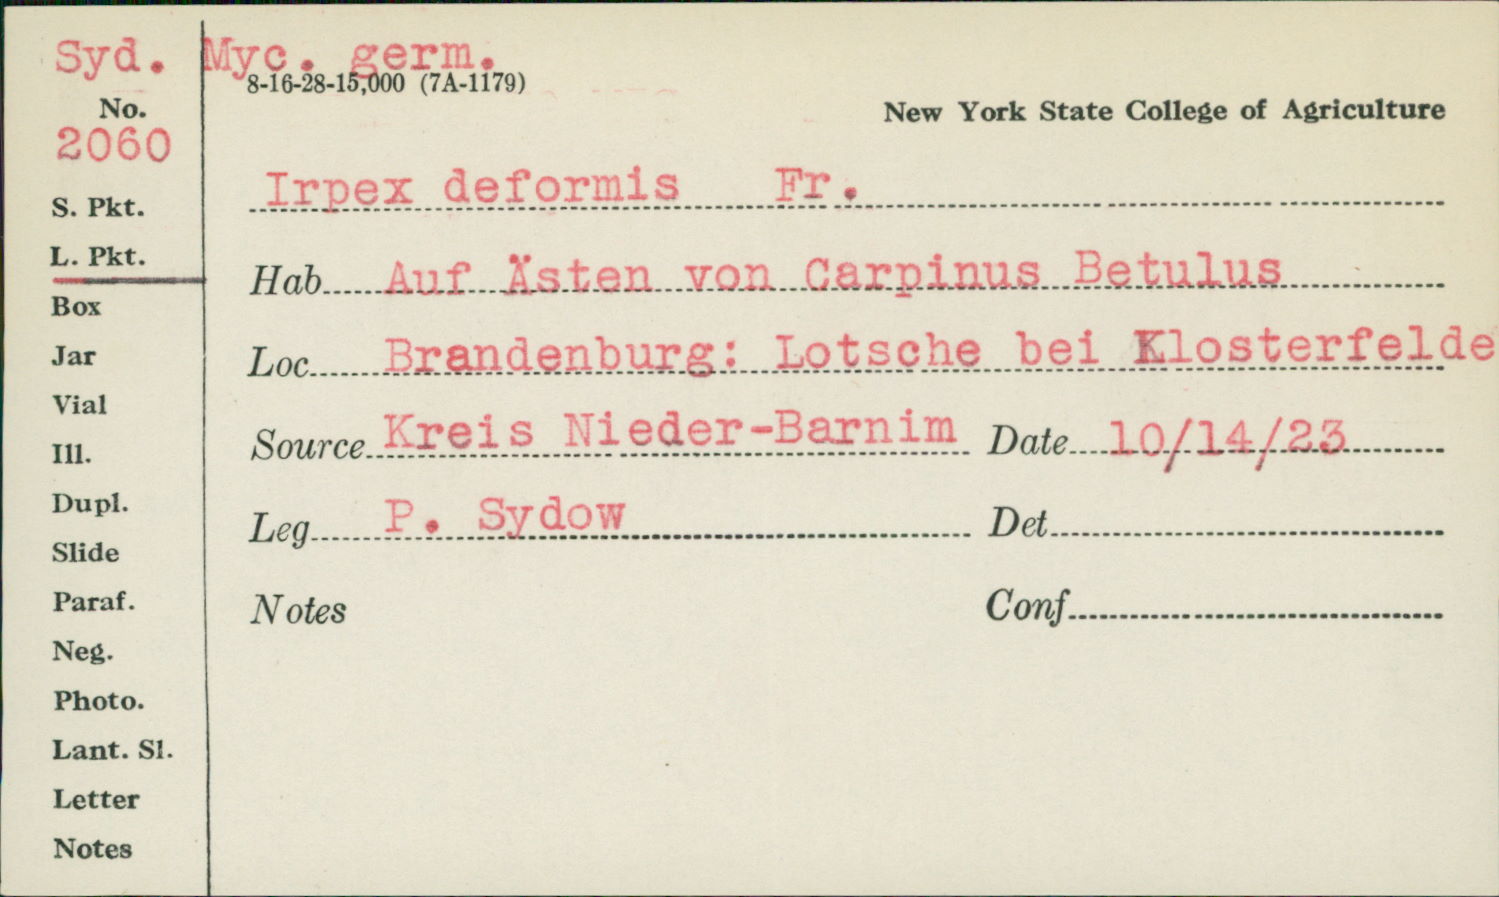 Syd. Myc. germ.
8-16-28-15,000 (7A-1179)
No.
2060
New York State College of Agriculture
Irpex deformis Fr.
S. Pkt.
L. Pkt.
Hab Auf Ästen von Carpinus Betulus
Box
Jar
Loc Brandenburg: Lotsche bei Klosterfelde
Vial
Source Kreis Nieder-Barnim Date 10/14/23
Ill.
Dupl.
Leg P. Sydow Det
Slide
Paraf.
Notes Conf
Neg.
Photo.
Lant. Sl.
Letter
Notes